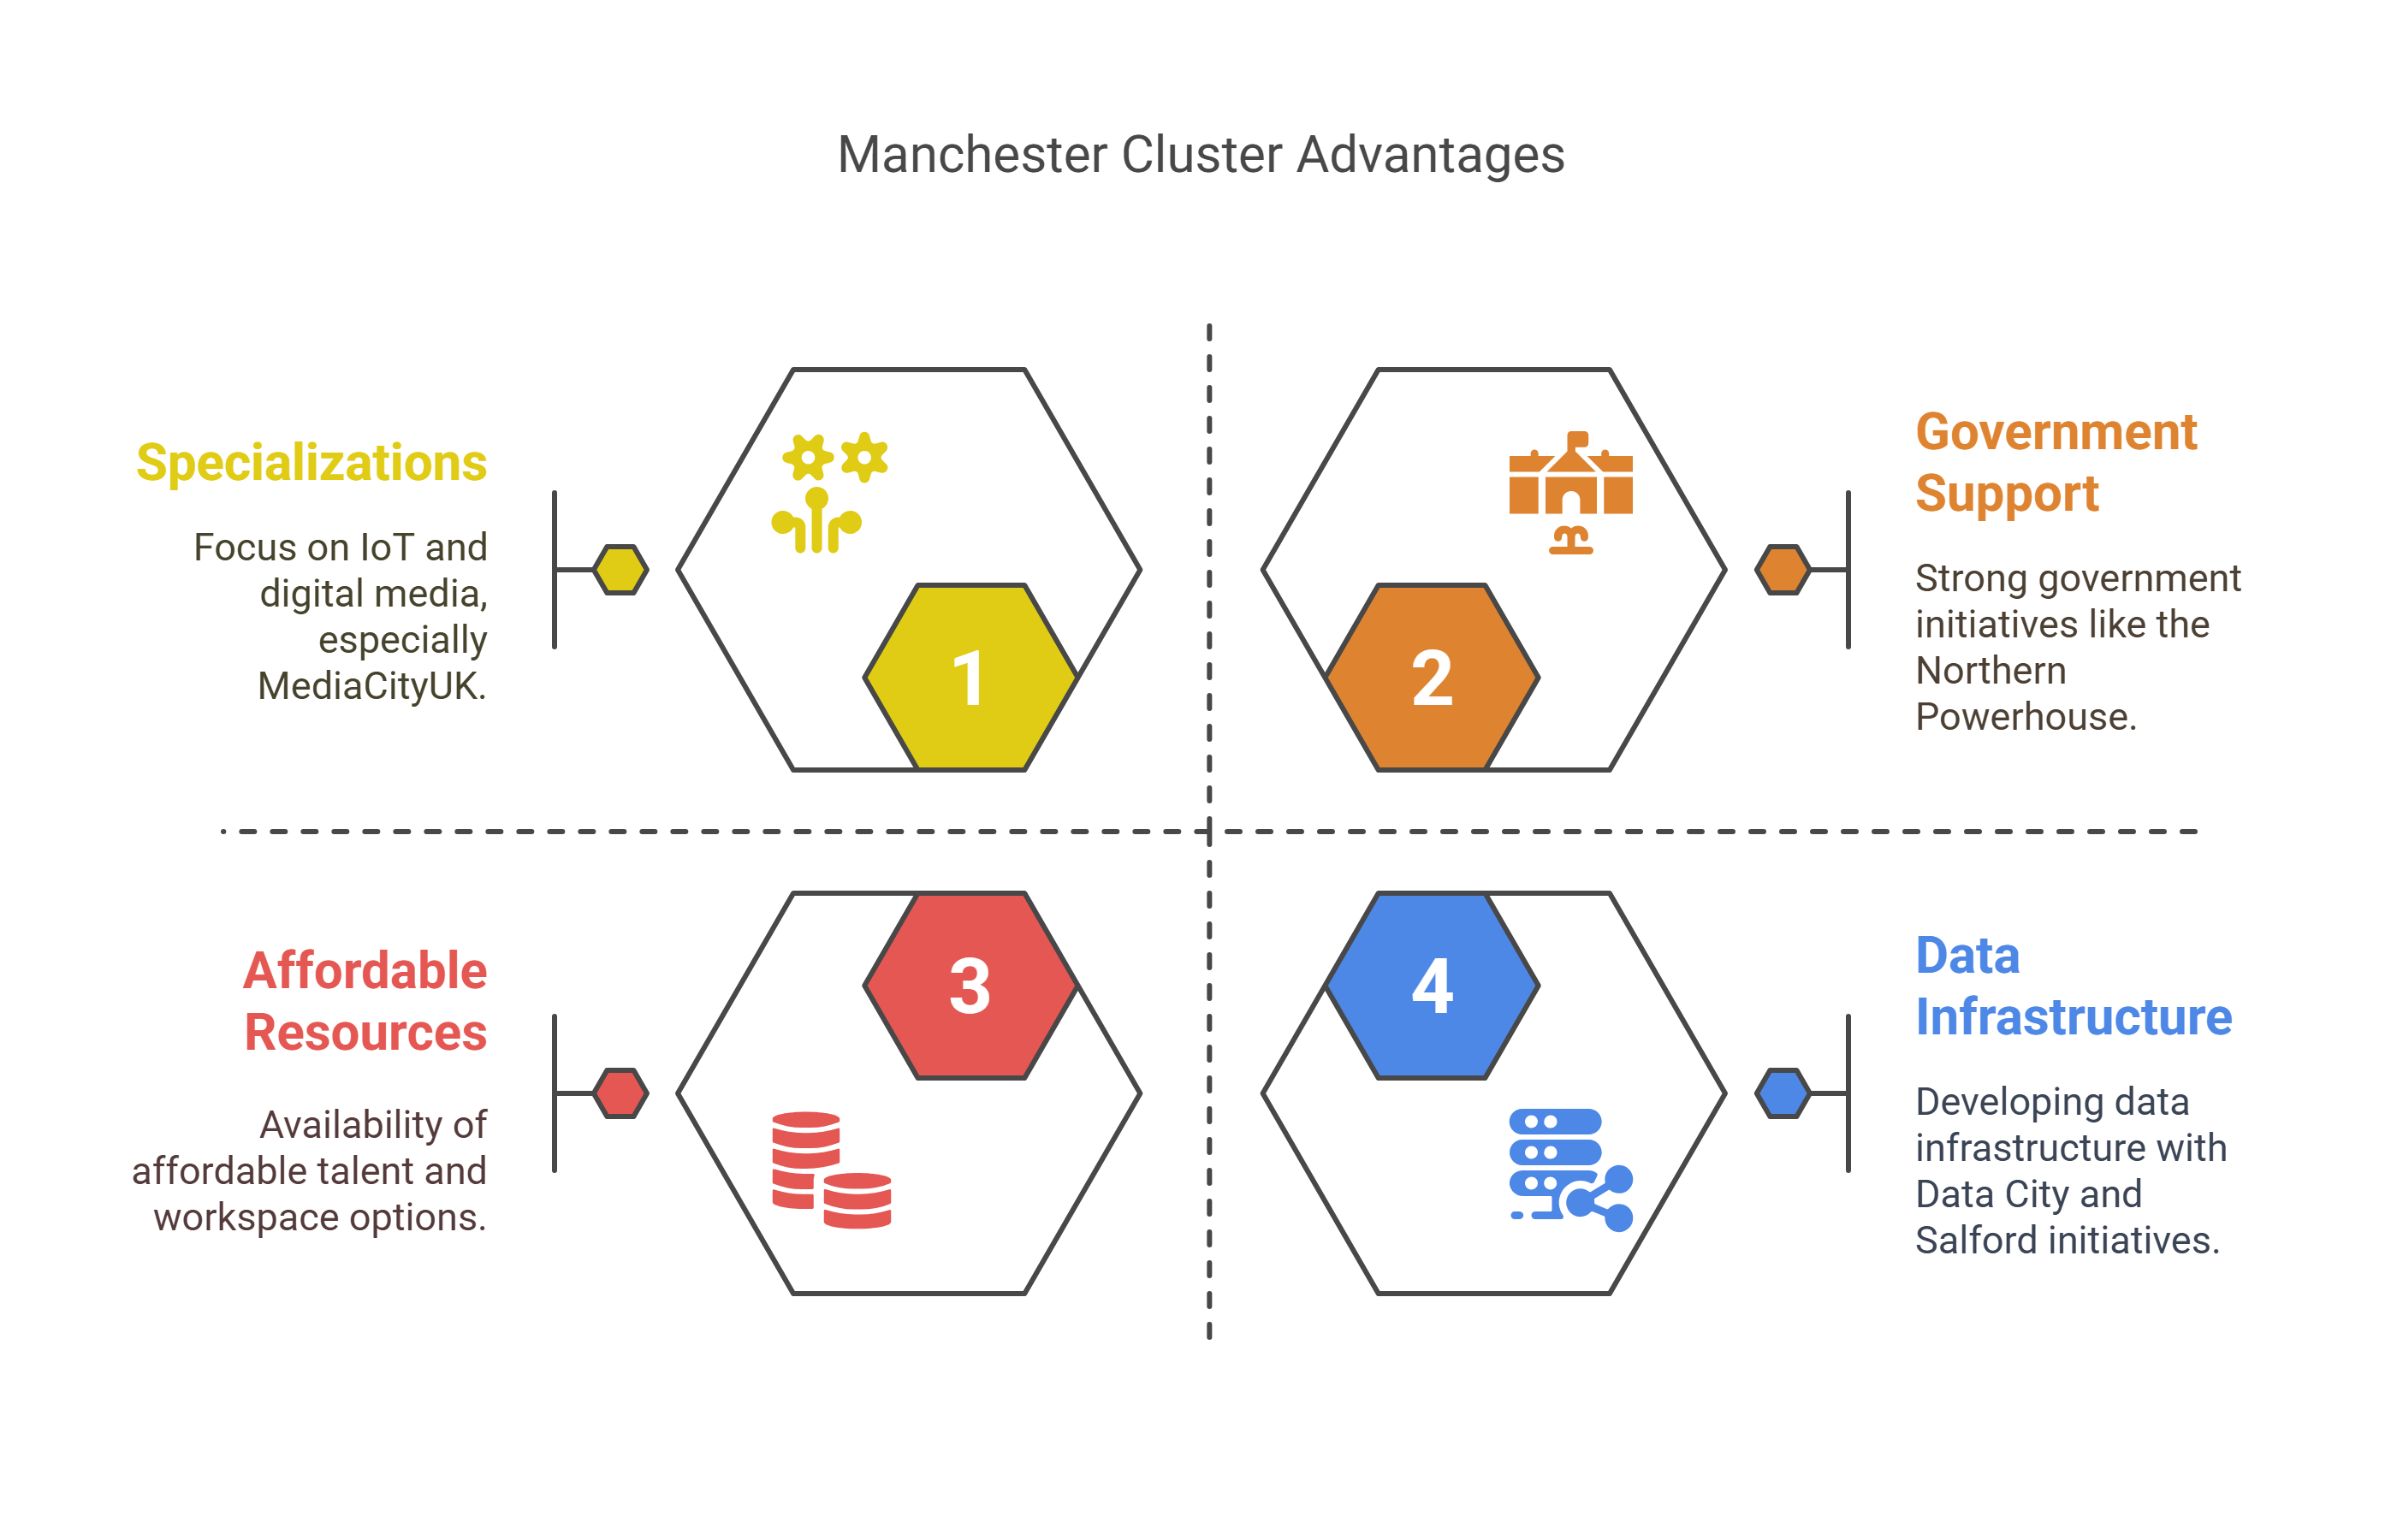 Manchester Cluster Advantages
Specializations
Focus on IoT and
digital media,
especially
MediaCityUK.
1
2
Government
Support
Strong government
initiatives like the
Northern
Powerhouse.
Affordable
Resources
Availability of
affordable talent and
workspace options.
3
4
Data
Infrastructure
Developing data
infrastructure with
Data City and
Salford initiatives.